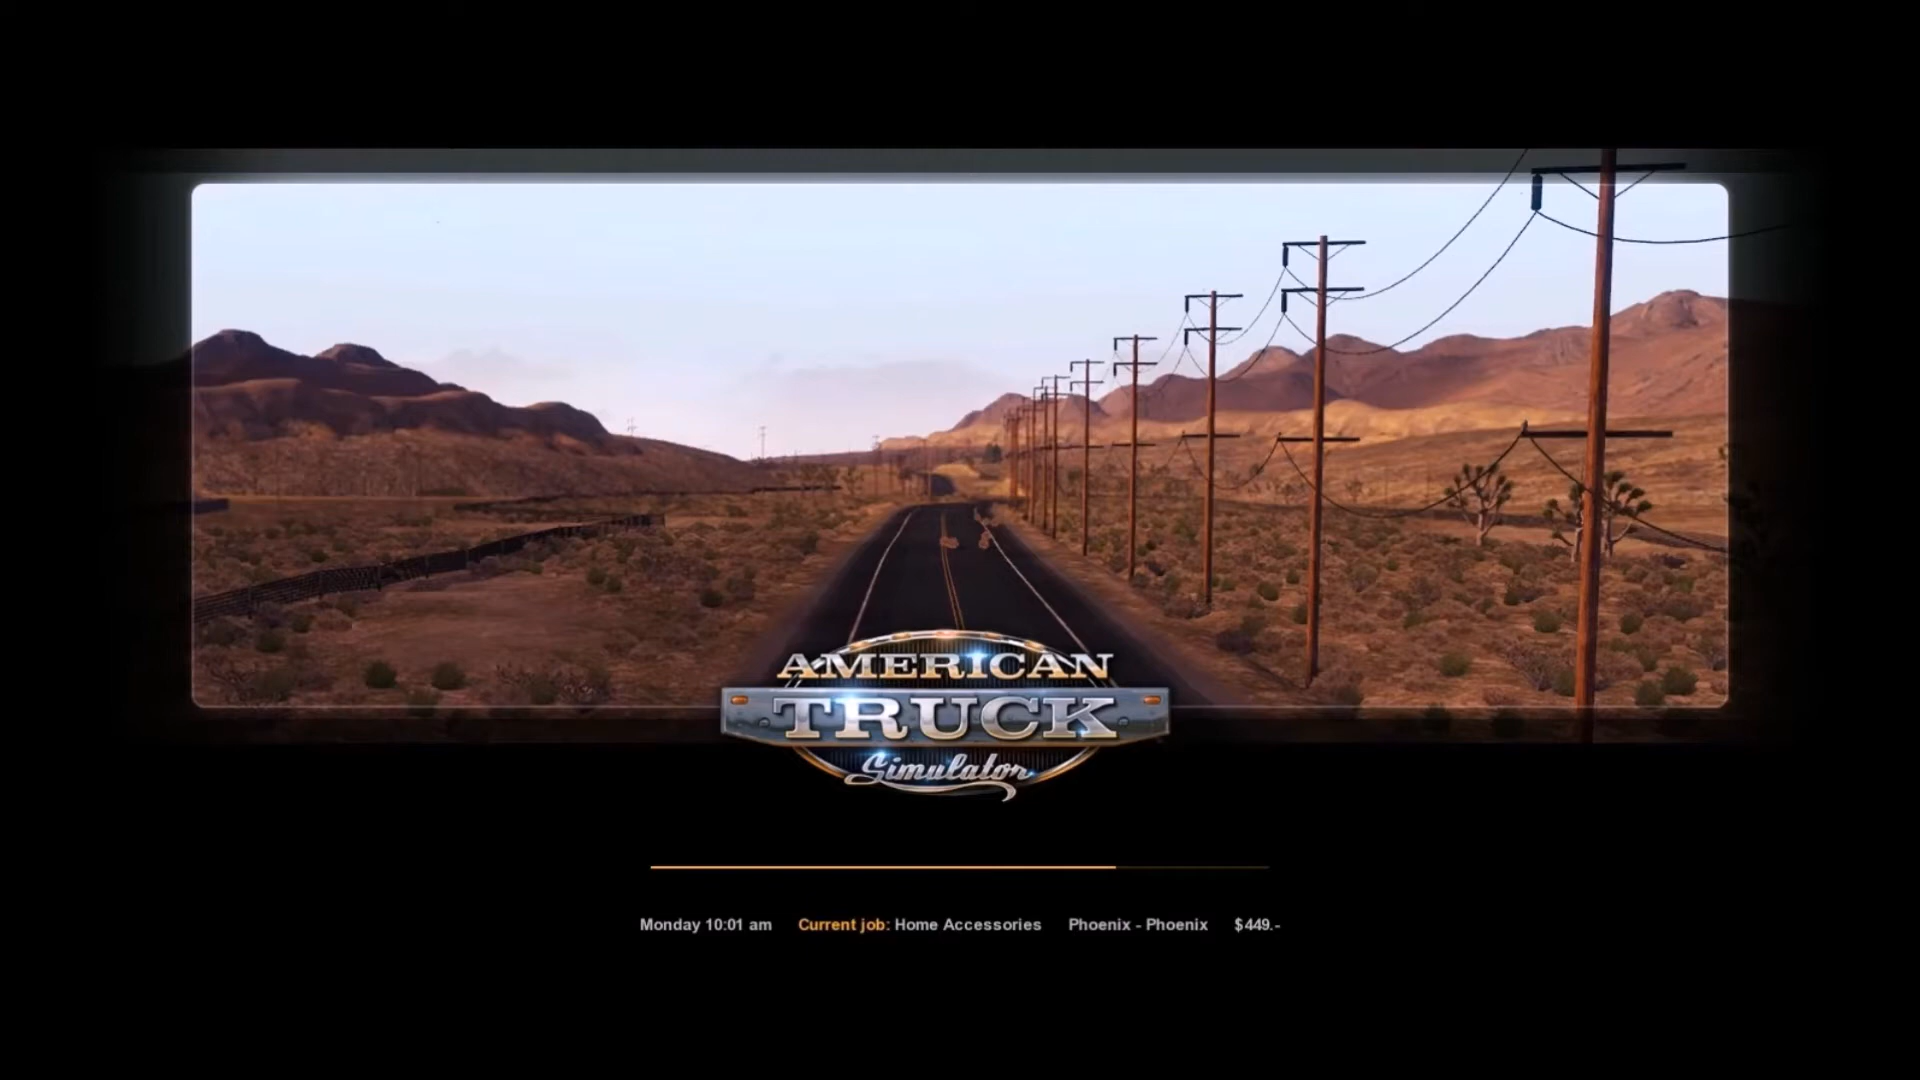 AMERICAN
TRUCK
Simulator
Monday 10:01 am Current job: Home Accessories Phoenix - Phoenix $449.-